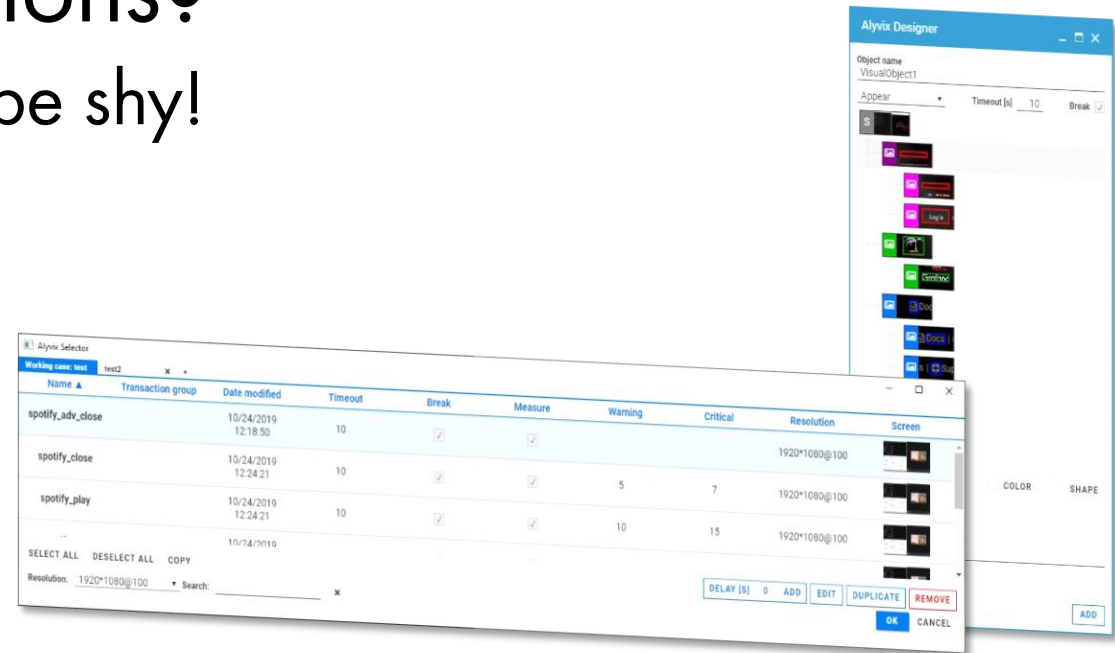 ions?
be shy!
Alyvix Designer
Object name
VisualObject1
Appear Timeout [s] 10 Break
S
Login
Grafana
Doc
Docs
s | Sup
COLOR SHAPE
ADD
Alyvix Selector
Working case: test test2 x
Name ▲ Transaction group Date modified Timeout Break Measure Warning Critical Resolution Screen
spotify_adv_close 10/24/2019 12:18:50 10 1920*1080@100
spotify_close 10/24/2019 12:24:21 10 5 7 1920*1080@100
spotify_play 10/24/2019 12:24:21 10 10 15 1920*1080@100
10/24/2019
SELECT ALL DESELECT ALL COPY
Resolution: 1920*1080@100 Search: x
DELAY [S] 0 ADD EDIT DUPLICATE REMOVE
OK CANCEL